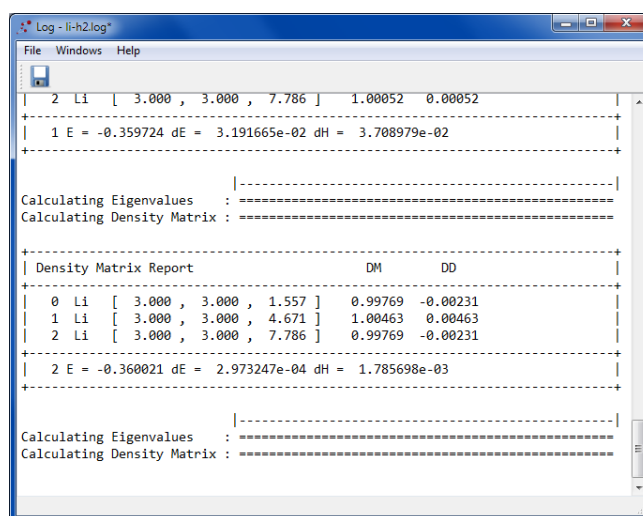 Log - li-h2.log*
File Windows Help
| 2 Li [ 3.000 , 3.000 , 7.786 ] 1.00052 0.00052 |
+------------------------------------------------------------------------------+
| 1 E = -0.359724 dE = 3.191665e-02 dH = 3.708979e-02 |
+------------------------------------------------------------------------------+
|--------------------------------------------------|
Calculating Eigenvalues : ==================================================
Calculating Density Matrix : ==================================================
+------------------------------------------------------------------------------+
| Density Matrix Report DM DD |
+------------------------------------------------------------------------------+
| 0 Li [ 3.000 , 3.000 , 1.557 ] 0.99769 -0.00231 |
| 1 Li [ 3.000 , 3.000 , 4.671 ] 1.00463 0.00463 |
| 2 Li [ 3.000 , 3.000 , 7.786 ] 0.99769 -0.00231 |
+------------------------------------------------------------------------------+
| 2 E = -0.360021 dE = 2.973247e-04 dH = 1.785698e-03 |
+------------------------------------------------------------------------------+
|--------------------------------------------------|
Calculating Eigenvalues : ==================================================
Calculating Density Matrix : ==================================================